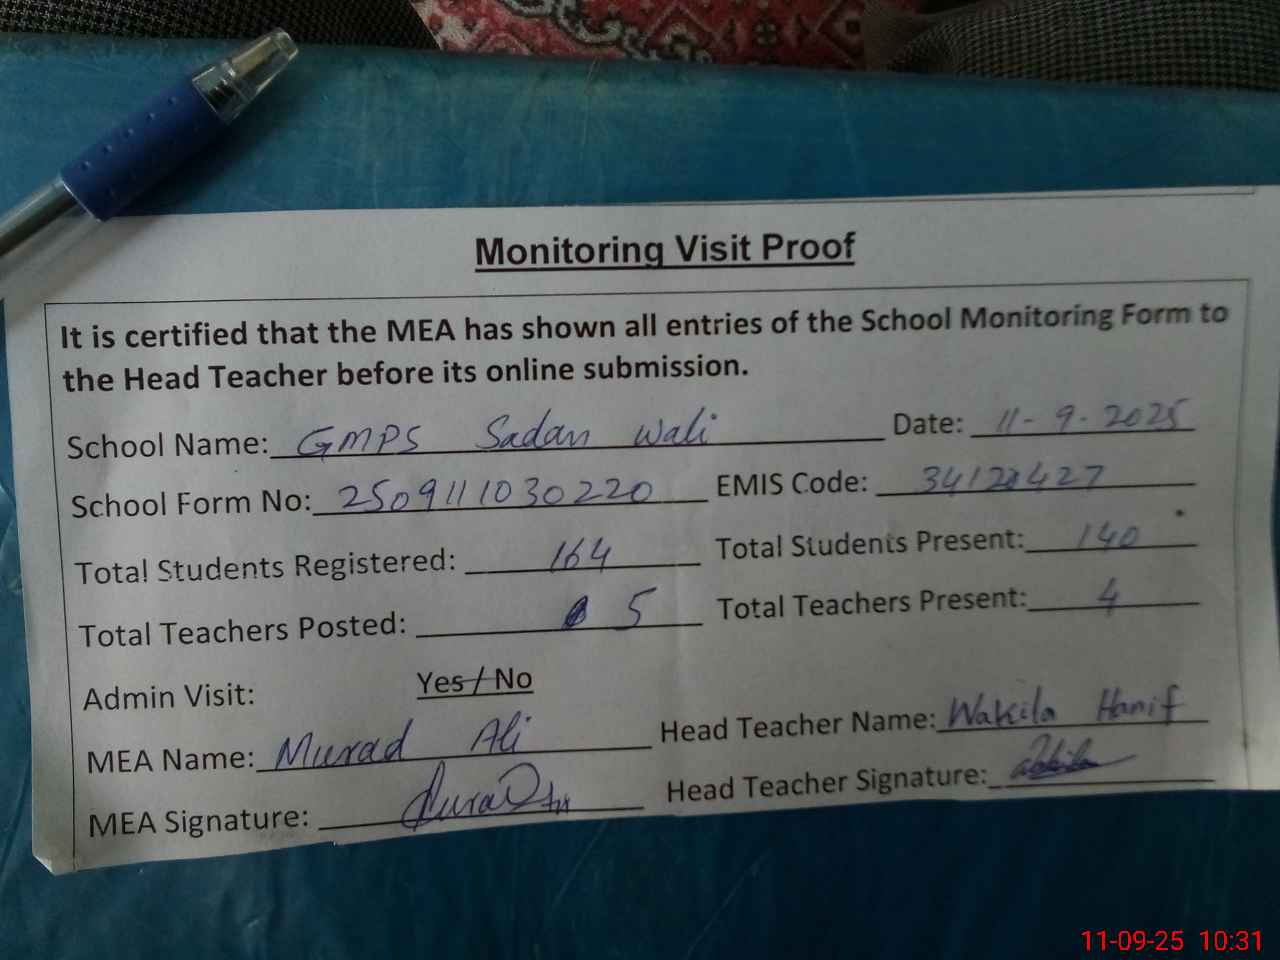 Monitoring Visit Proof
It is certified that the MEA has shown all entries of the School Monitoring Form to
the Head Teacher before its online submission.
School Name: GMPS Sadan Wali Date: 11-9-2025
School Form No: 2509111030220 EMIS Code:
Total Students Registered: 164 Total Students Present: 140
Total Teachers Posted: 5 Total Teachers Present: 4
Admin Visit: Yes / No
MEA Name: Murad Ali Head Teacher Name: Wakila Hanif
MEA Signature: Head Teacher Signature:
11-09-25 10:31